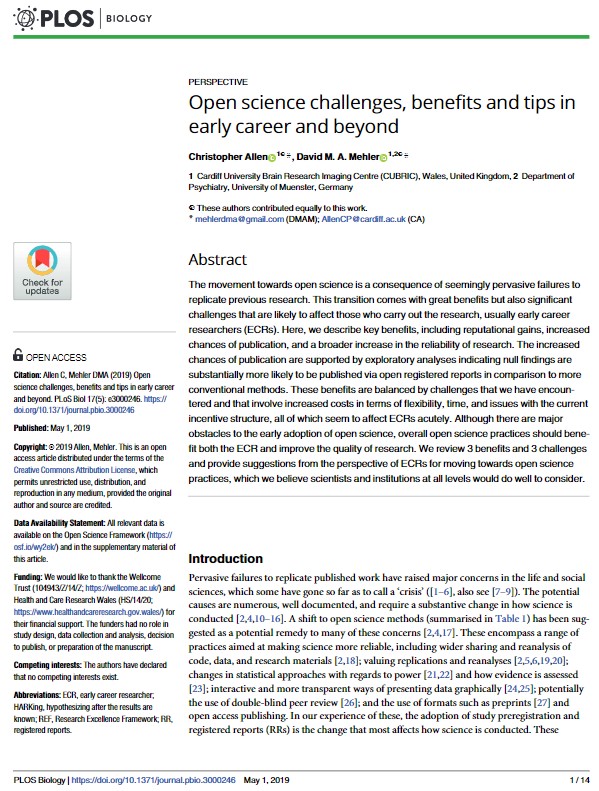 PLOS | BIOLOGY
PERSPECTIVE
Open science challenges, benefits and tips in
early career and beyond
Christopher Allen 1☯*, David M. A. Mehler 1,2☯*
1 Cardiff University Brain Research Imaging Centre (CUBRIC), Wales, United Kingdom, 2 Department of
Psychiatry, University of Muenster, Germany
☯ These authors contributed equally to this work.
* mehlerdma@gmail.com (DMAM); AllenCP@cardiff.ac.uk (CA)
Check for
updates
OPEN ACCESS
Citation: Allen C, Mehler DMA (2019) Open
science challenges, benefits and tips in early career
and beyond. PLoS Biol 17(5): e3000246. https://
doi.org/10.1371/journal.pbio.3000246
Published: May 1, 2019
Copyright: © 2019 Allen, Mehler. This is an open
access article distributed under the terms of the
Creative Commons Attribution License, which
permits unrestricted use, distribution, and
reproduction in any medium, provided the original
author and source are credited.
Data Availability Statement: All relevant data is
available on the Open Science Framework (https://
osf.io/wy2ek/) and in the supplementary material of
this article.
Funding: We would like to thank the Wellcome
Trust (104943/Z/14/Z; https://wellcome.ac.uk/) and
Health and Care Research Wales (HS/14/20;
https://www.healthandcareresearch.gov.wales/) for
their financial support. The funders had no role in
study design, data collection and analysis, decision
to publish, or preparation of the manuscript.
Competing interests: The authors have declared
that no competing interests exist.
Abbreviations: ECR, early career researcher;
HARKing, hypothesizing after the results are
known; REF, Research Excellence Framework; RR,
registered reports.
Abstract
The movement towards open science is a consequence of seemingly pervasive failures to
replicate previous research. This transition comes with great benefits but also significant
challenges that are likely to affect those who carry out the research, usually early career
researchers (ECRs). Here, we describe key benefits, including reputational gains, increased
chances of publication, and a broader increase in the reliability of research. The increased
chances of publication are supported by exploratory analyses indicating null findings are
substantially more likely to be published via open registered reports in comparison to more
conventional methods. These benefits are balanced by challenges that we have encoun-
tered and that involve increased costs in terms of flexibility, time, and issues with the current
incentive structure, all of which seem to affect ECRs acutely. Although there are major
obstacles to the early adoption of open science, overall open science practices should bene-
fit both the ECR and improve the quality of research. We review 3 benefits and 3 challenges
and provide suggestions from the perspective of ECRs for moving towards open science
practices, which we believe scientists and institutions at all levels would do well to consider.
Introduction
Pervasive failures to replicate published work have raised major concerns in the life and social
sciences, which some have gone so far as to call a ‘crisis’ ([1–6], also see [7–9]). The potential
causes are numerous, well documented, and require a substantive change in how science is
conducted [2,4,10–16]. A shift to open science methods (summarised in Table 1) has been sug-
gested as a potential remedy to many of these concerns [2,4,17]. These encompass a range of
practices aimed at making science more reliable, including wider sharing and reanalysis of
code, data, and research materials [2,18]; valuing replications and reanalyses [2,5,6,19,20];
changes in statistical approaches with regards to power [21,22] and how evidence is assessed
[23]; interactive and more transparent ways of presenting data graphically [24,25]; potentially
the use of double-blind peer review [26]; and the use of formats such as preprints [27] and
open access publishing. In our experience of these, the adoption of study preregistration and
registered reports (RRs) is the change that most affects how science is conducted. These
PLOS Biology | https://doi.org/10.1371/journal.pbio.3000246 May 1, 2019
1 / 14